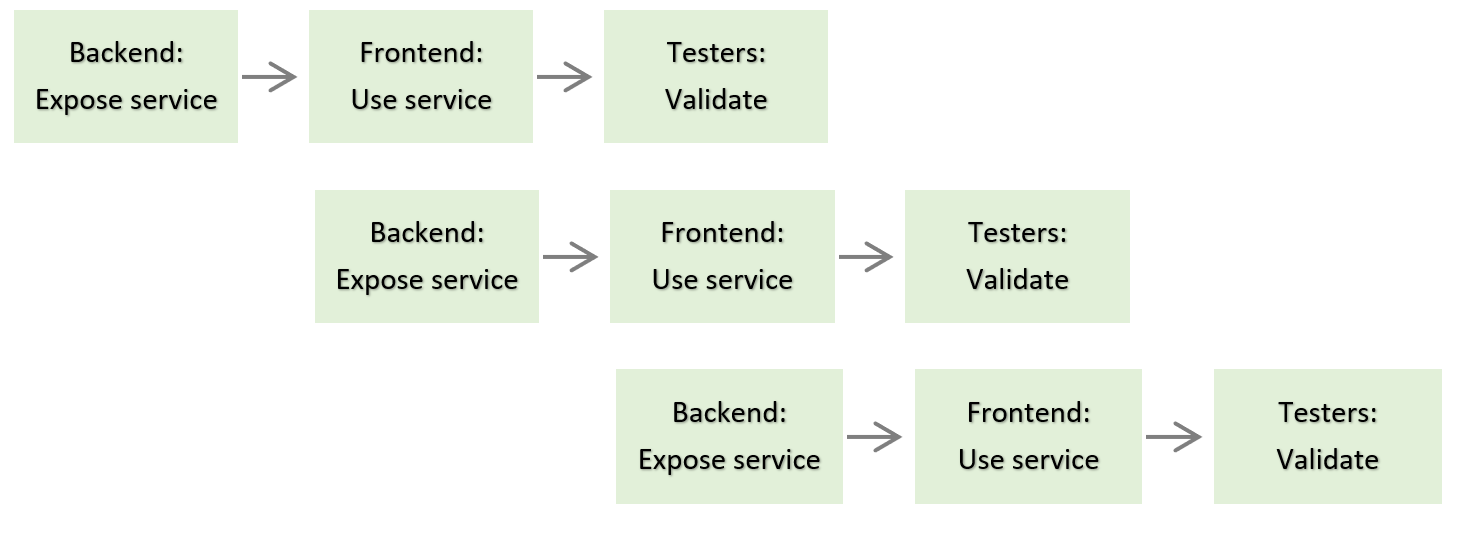 Backend:
Expose service
Frontend:
Use service
Testers:
Validate
Backend:
Expose service
Frontend:
Use service
Testers:
Validate
Backend:
Expose service
Frontend:
Use service
Testers:
Validate